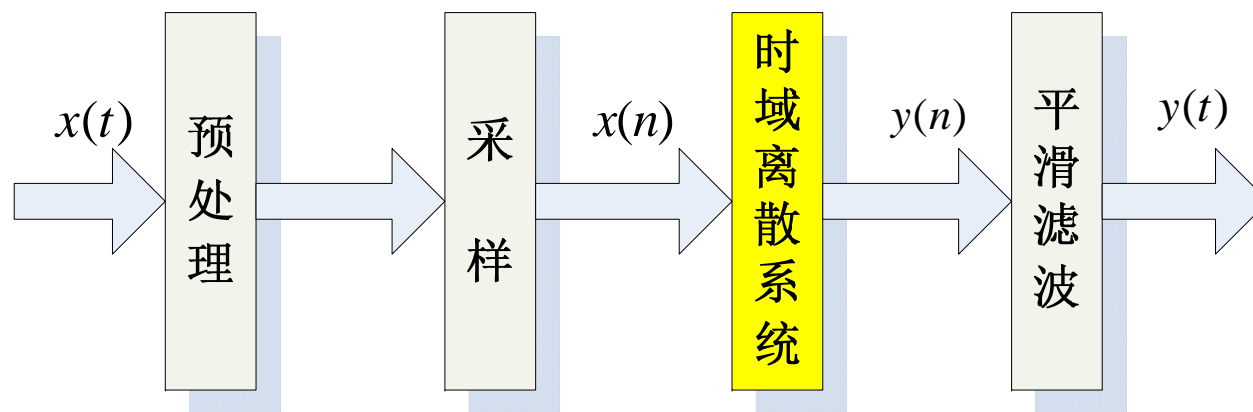 x(t)
预处理
采样
x(n)
时域离散系统
y(n)
平滑滤波
y(t)